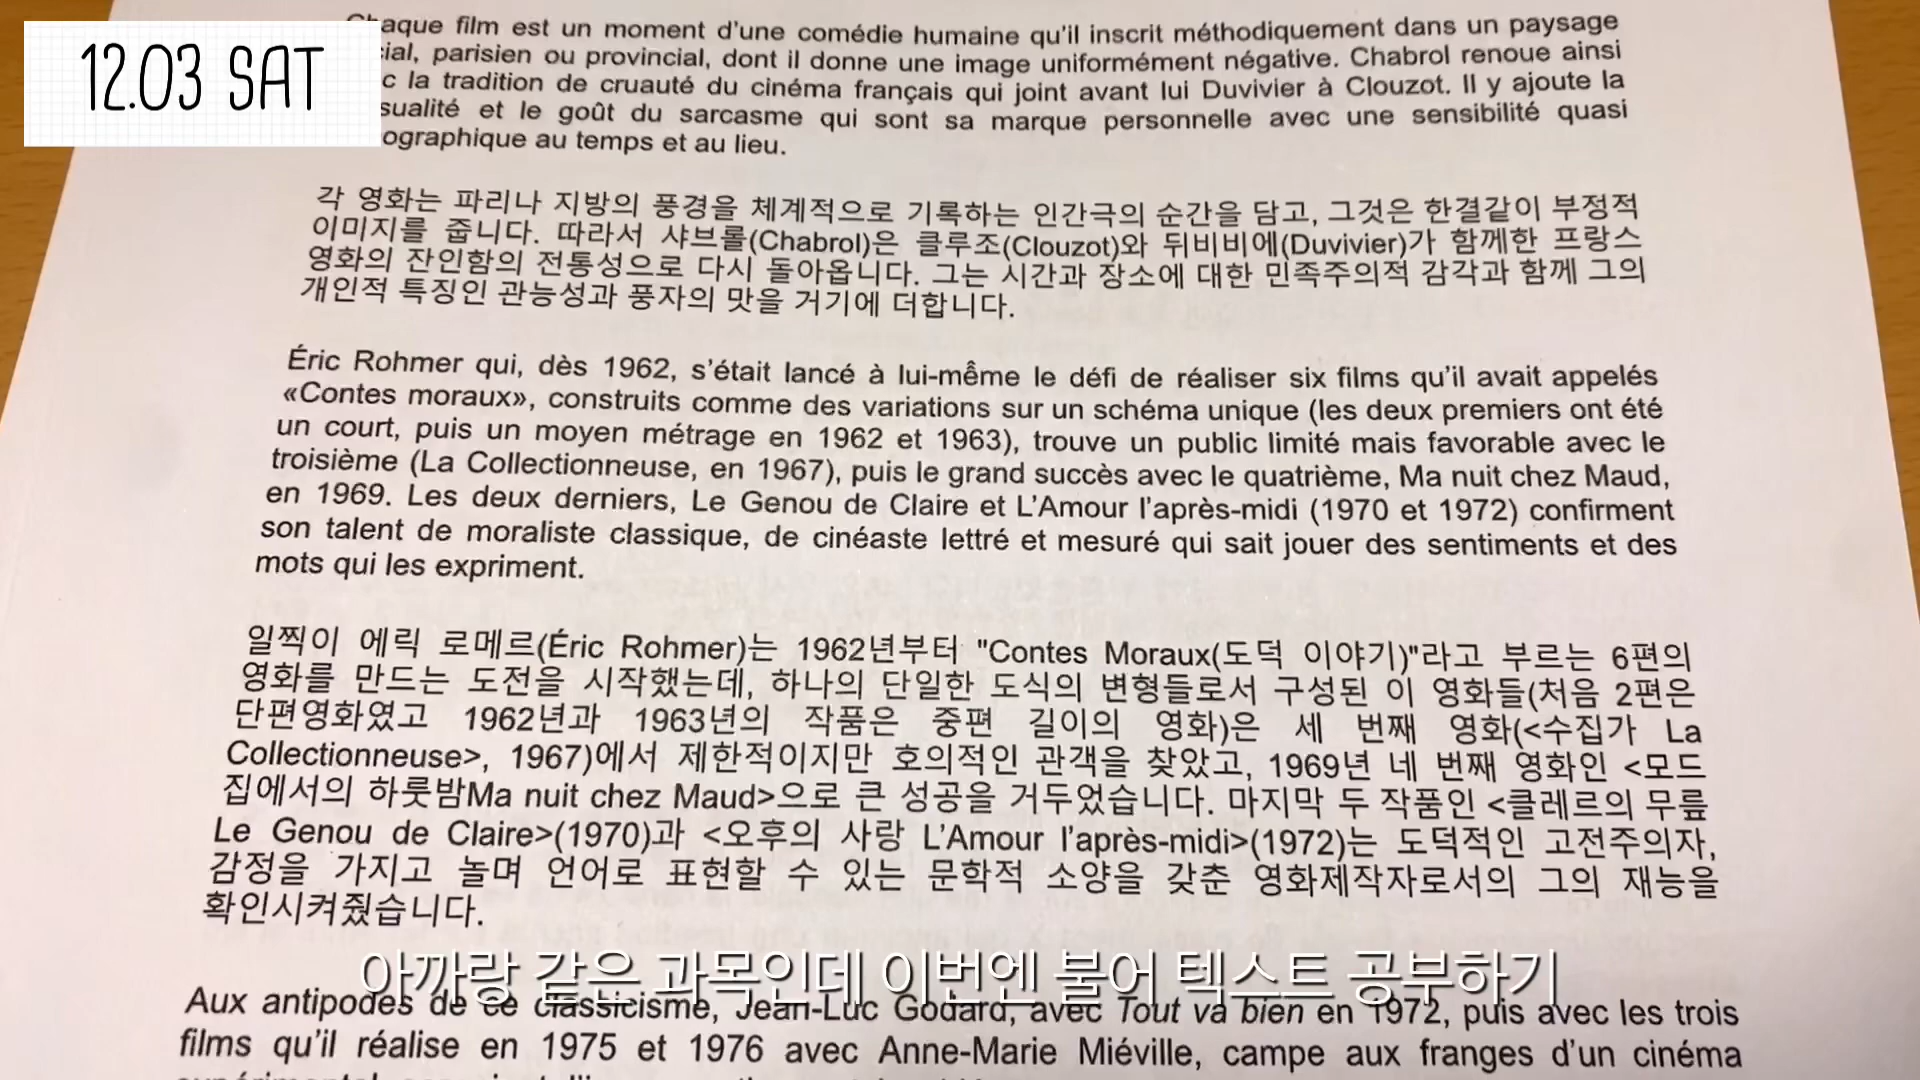 12.03 SAT
aque film est un moment d’une comédie humaine qu’il inscrit méthodiquement dans un paysage
ial, parisien ou provincial, dont il donne une image uniformément négative. Chabrol renoue ainsi
c la tradition de cruauté du cinéma français qui joint avant lui Duvivier à Clouzot. Il y ajoute la
sualité et le goût du sarcasme qui sont sa marque personnelle avec une sensibilité quasi
ographique au temps et au lieu.
각 영화는 파리나 지방의 풍경을 체계적으로 기록하는 인간극의 순간을 담고, 그것은 한결같이 부정적
이미지를 줍니다. 따라서 샤브롤(Chabrol)은 클루조(Clouzot)와 뒤비비에(Duvivier)가 함께한 프랑스
영화의 잔인함의 전통성으로 다시 돌아옵니다. 그는 시간과 장소에 대한 민족주의적 감각과 함께 그의
개인적 특징인 관능성과 풍자의 맛을 거기에 더합니다.
Éric Rohmer qui, dès 1962, s’était lancé à lui-même le défi de réaliser six films qu’il avait appelés
«Contes moraux», construits comme des variations sur un schéma unique (les deux premiers ont été
un court, puis un moyen métrage en 1962 et 1963), trouve un public limité mais favorable avec le
troisième (La Collectionneuse, en 1967), puis le grand succès avec le quatrième, Ma nuit chez Maud,
en 1969. Les deux derniers, Le Genou de Claire et L’Amour l’après-midi (1970 et 1972) confirment
son talent de moraliste classique, de cinéaste lettré et mesuré qui sait jouer des sentiments et des
mots qui les expriment.
일찍이 에릭 로메르(Éric Rohmer)는 1962년부터 "Contes Moraux(도덕 이야기)"라고 부르는 6편의
영화를 만드는 도전을 시작했는데, 하나의 단일한 도식의 변형들로서 구성된 이 영화들(처음 2편은
단편영화였고 1962년과 1963년의 작품은 중편 길이의 영화)은 세 번째 영화(<수집가 La
Collectionneuse>, 1967)에서 제한적이지만 호의적인 관객을 찾았고, 1969년 네 번째 영화인 <모드
집에서의 하룻밤Ma nuit chez Maud>으로 큰 성공을 거두었습니다. 마지막 두 작품인 <클레르의 무릎
Le Genou de Claire>(1970)과 <오후의 사랑 L’Amour l’après-midi>(1972)는 도덕적인 고전주의자,
감정을 가지고 놀며 언어로 표현할 수 있는 문학적 소양을 갖춘 영화제작자로서의 그의 재능을
확인시켜줬습니다.
아까랑 같은 과목인데 이번엔 불어 텍스트 공부하기
Aux antipodes de ce classicisme, Jean-Luc Godard, avec Tout va bien en 1972, puis avec les trois
films qu’il réalise en 1975 et 1976 avec Anne-Marie Miéville, campe aux franges d’un cinéma